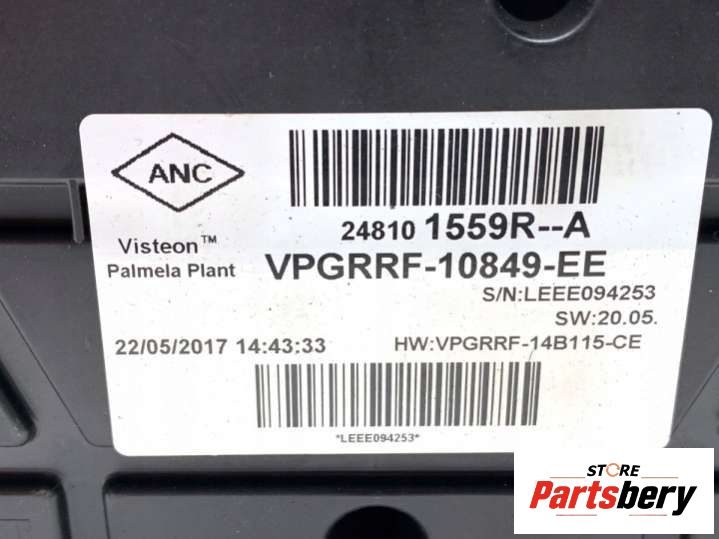 ANC
24810 1559R--A
Visteon™
Palmela Plant
VPGRRF-10849-EE
S/N:LEEE094253
SW:20.05.
22/05/2017 14:43:33
HW:VPGRRF-14B115-CE
*LEEE094253*
STORE
Partsbery